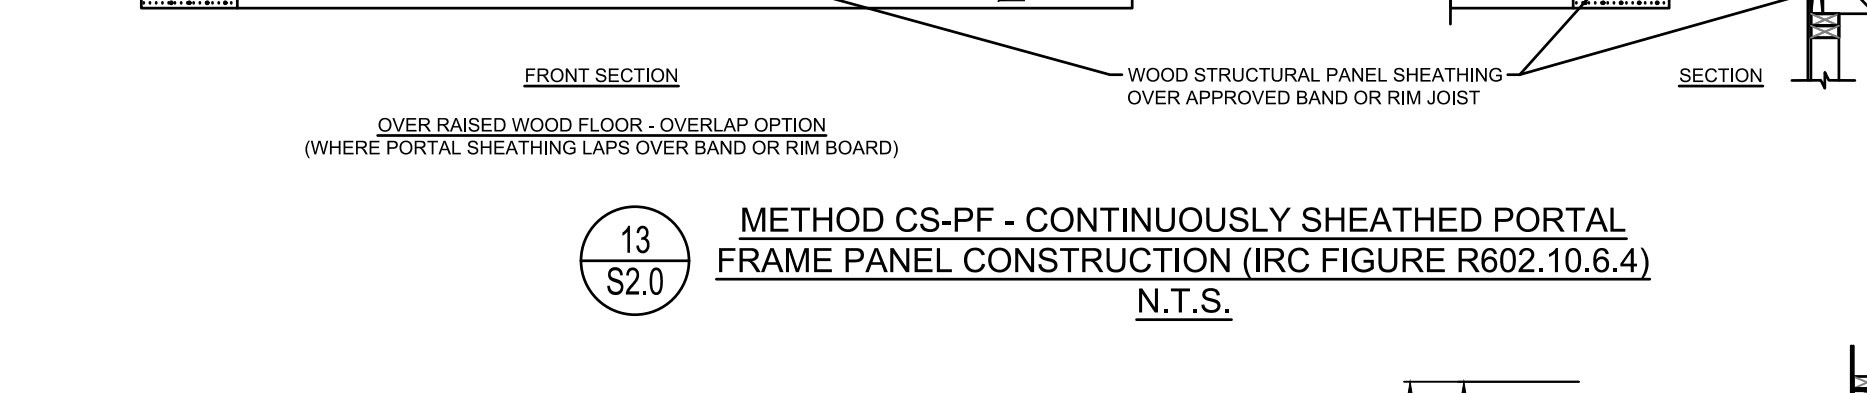 FRONT SECTION
WOOD STRUCTURAL PANEL SHEATHING
OVER APPROVED BAND OR RIM JOIST
SECTION
OVER RAISED WOOD FLOOR - OVERLAP OPTION
(WHERE PORTAL SHEATHING LAPS OVER BAND OR RIM BOARD)
13
S2.0
METHOD CS-PF - CONTINUOUSLY SHEATHED PORTAL
FRAME PANEL CONSTRUCTION (IRC FIGURE R602.10.6.4)
N.T.S.